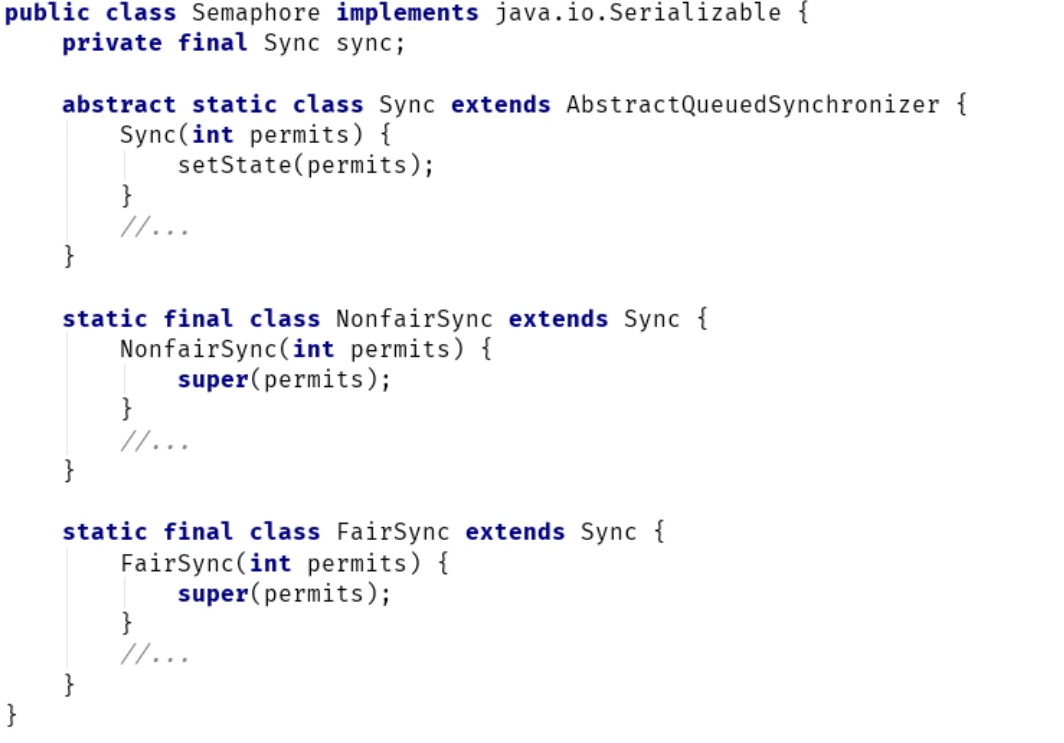 public class Semaphore implements java.io.Serializable {
    private final Sync sync;

    abstract static class Sync extends AbstractQueuedSynchronizer {
        Sync(int permits) {
            setState(permits);
        }
        //...
    }

    static final class NonfairSync extends Sync {
        NonfairSync(int permits) {
            super(permits);
        }
        //...
    }

    static final class FairSync extends Sync {
        FairSync(int permits) {
            super(permits);
        }
        //...
    }
}